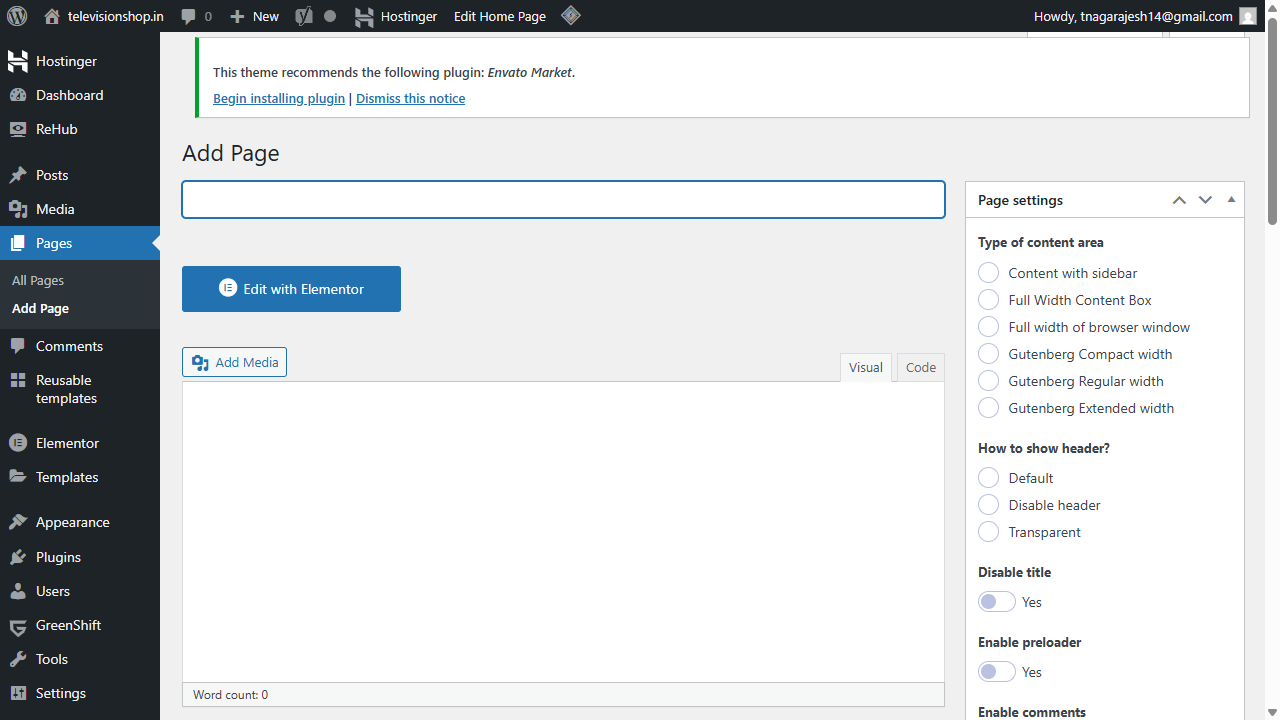 televisionshop.in
0
New
Hostinger
Edit Home Page
Howdy, tnagarajesh14@gmail.com
Hostinger
Dashboard
ReHub
Posts
Media
Pages
All Pages
Add Page
Comments
Reusable
templates
Elementor
Templates
Appearance
Plugins
Users
GreenShift
Tools
Settings
This theme recommends the following plugin: Envato Market.
Begin installing plugin | Dismiss this notice
Add Page
Edit with Elementor
Add Media
Visual
Code
Word count: 0
Page settings
Type of content area
Content with sidebar
Full Width Content Box
Full width of browser window
Gutenberg Compact width
Gutenberg Regular width
Gutenberg Extended width
How to show header?
Default
Disable header
Transparent
Disable title
Yes
Enable preloader
Yes
Enable comments